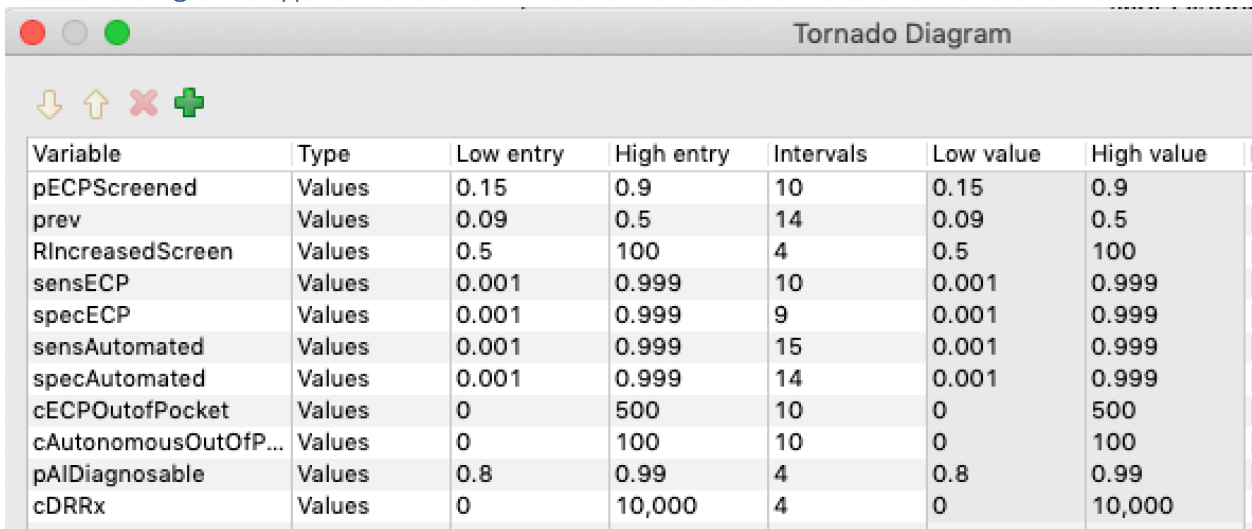 Tornado Diagram
Variable Type Low entry High entry Intervals Low value High value
pECPScreened Values 0.15 0.9 10 0.15 0.9
prev Values 0.09 0.5 14 0.09 0.5
RIncreasedScreen Values 0.5 100 4 0.5 100
sensECP Values 0.001 0.999 10 0.001 0.999
specECP Values 0.001 0.999 9 0.001 0.999
sensAutomated Values 0.001 0.999 15 0.001 0.999
specAutomated Values 0.001 0.999 14 0.001 0.999
cECPOutofPocket Values 0 500 10 0 500
cAutonomousOutOfP... Values 0 100 10 0 100
pAIDiagnosable Values 0.8 0.99 4 0.8 0.99
cDRRx Values 0 10,000 4 0 10,000